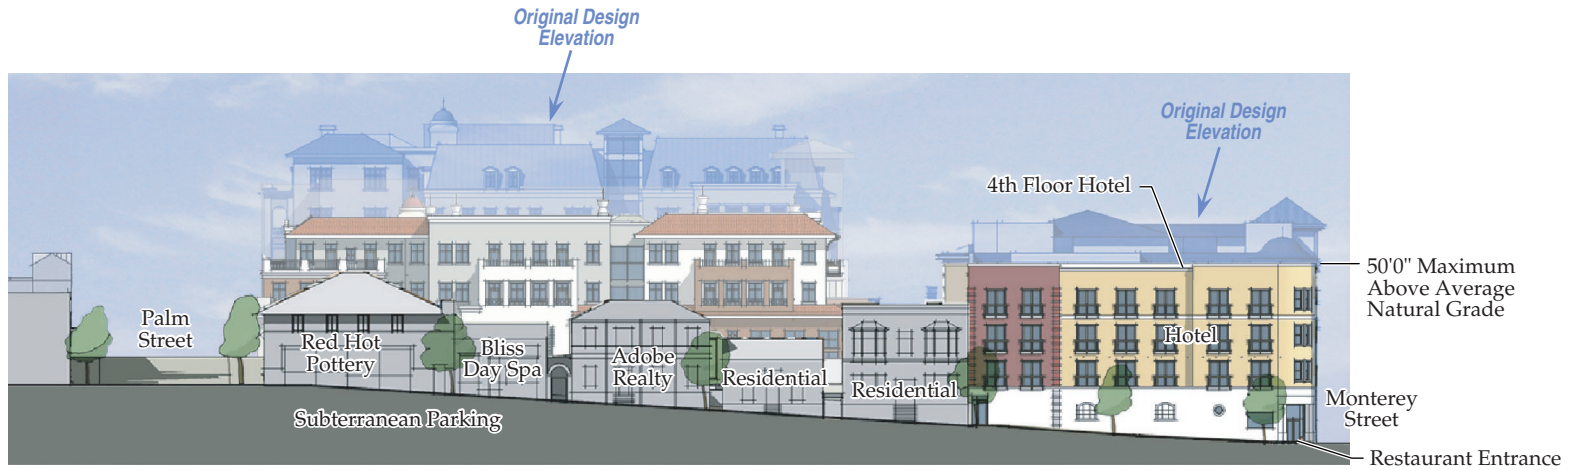 Original Design
Elevation
Original Design
Elevation
4th Floor Hotel
50'0" Maximum
Above Average
Natural Grade
Palm
Street
Red Hot
Pottery
Bliss
Day Spa
Adobe
Realty
Residential
Residential
Hotel
Monterey
Street
Subterranean Parking
Restaurant Entrance